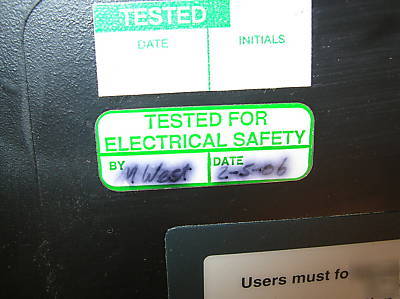 TESTED
DATE INITIALS
TESTED FOR
ELECTRICAL SAFETY
BY West DATE 2-5-06
Users must fo